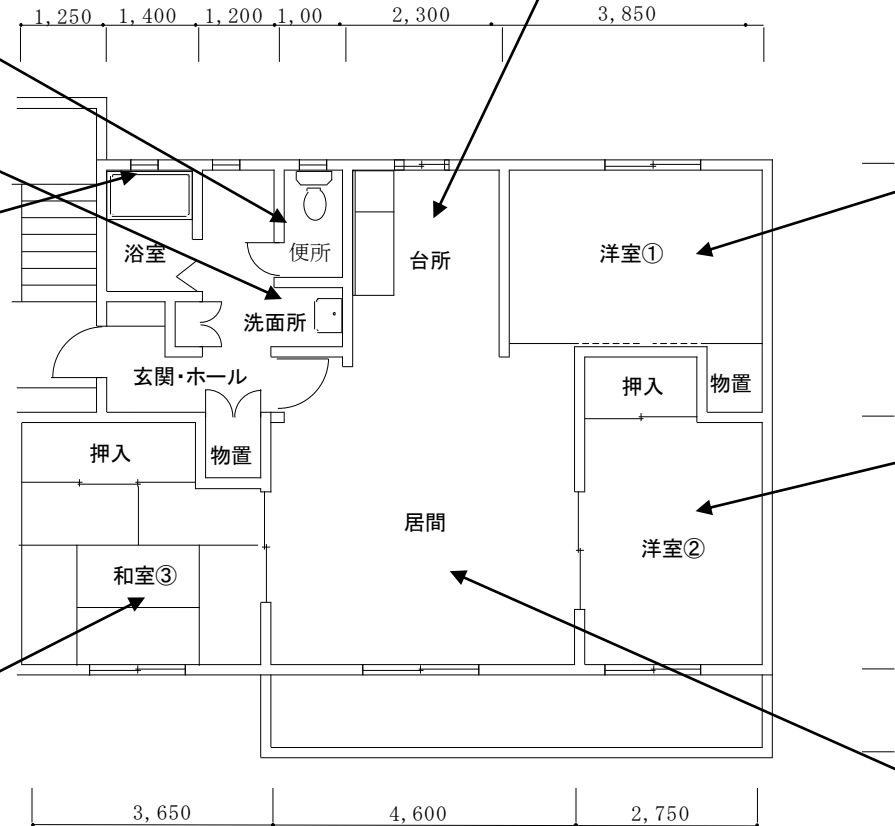 1,250 1,400 1,200 1,00 2,300 3,850
浴室
便所
台所
洋室①
洗面所
玄関・ホール
押入
物置
押入
物置
居間
洋室②
和室③
3,650 4,600 2,750